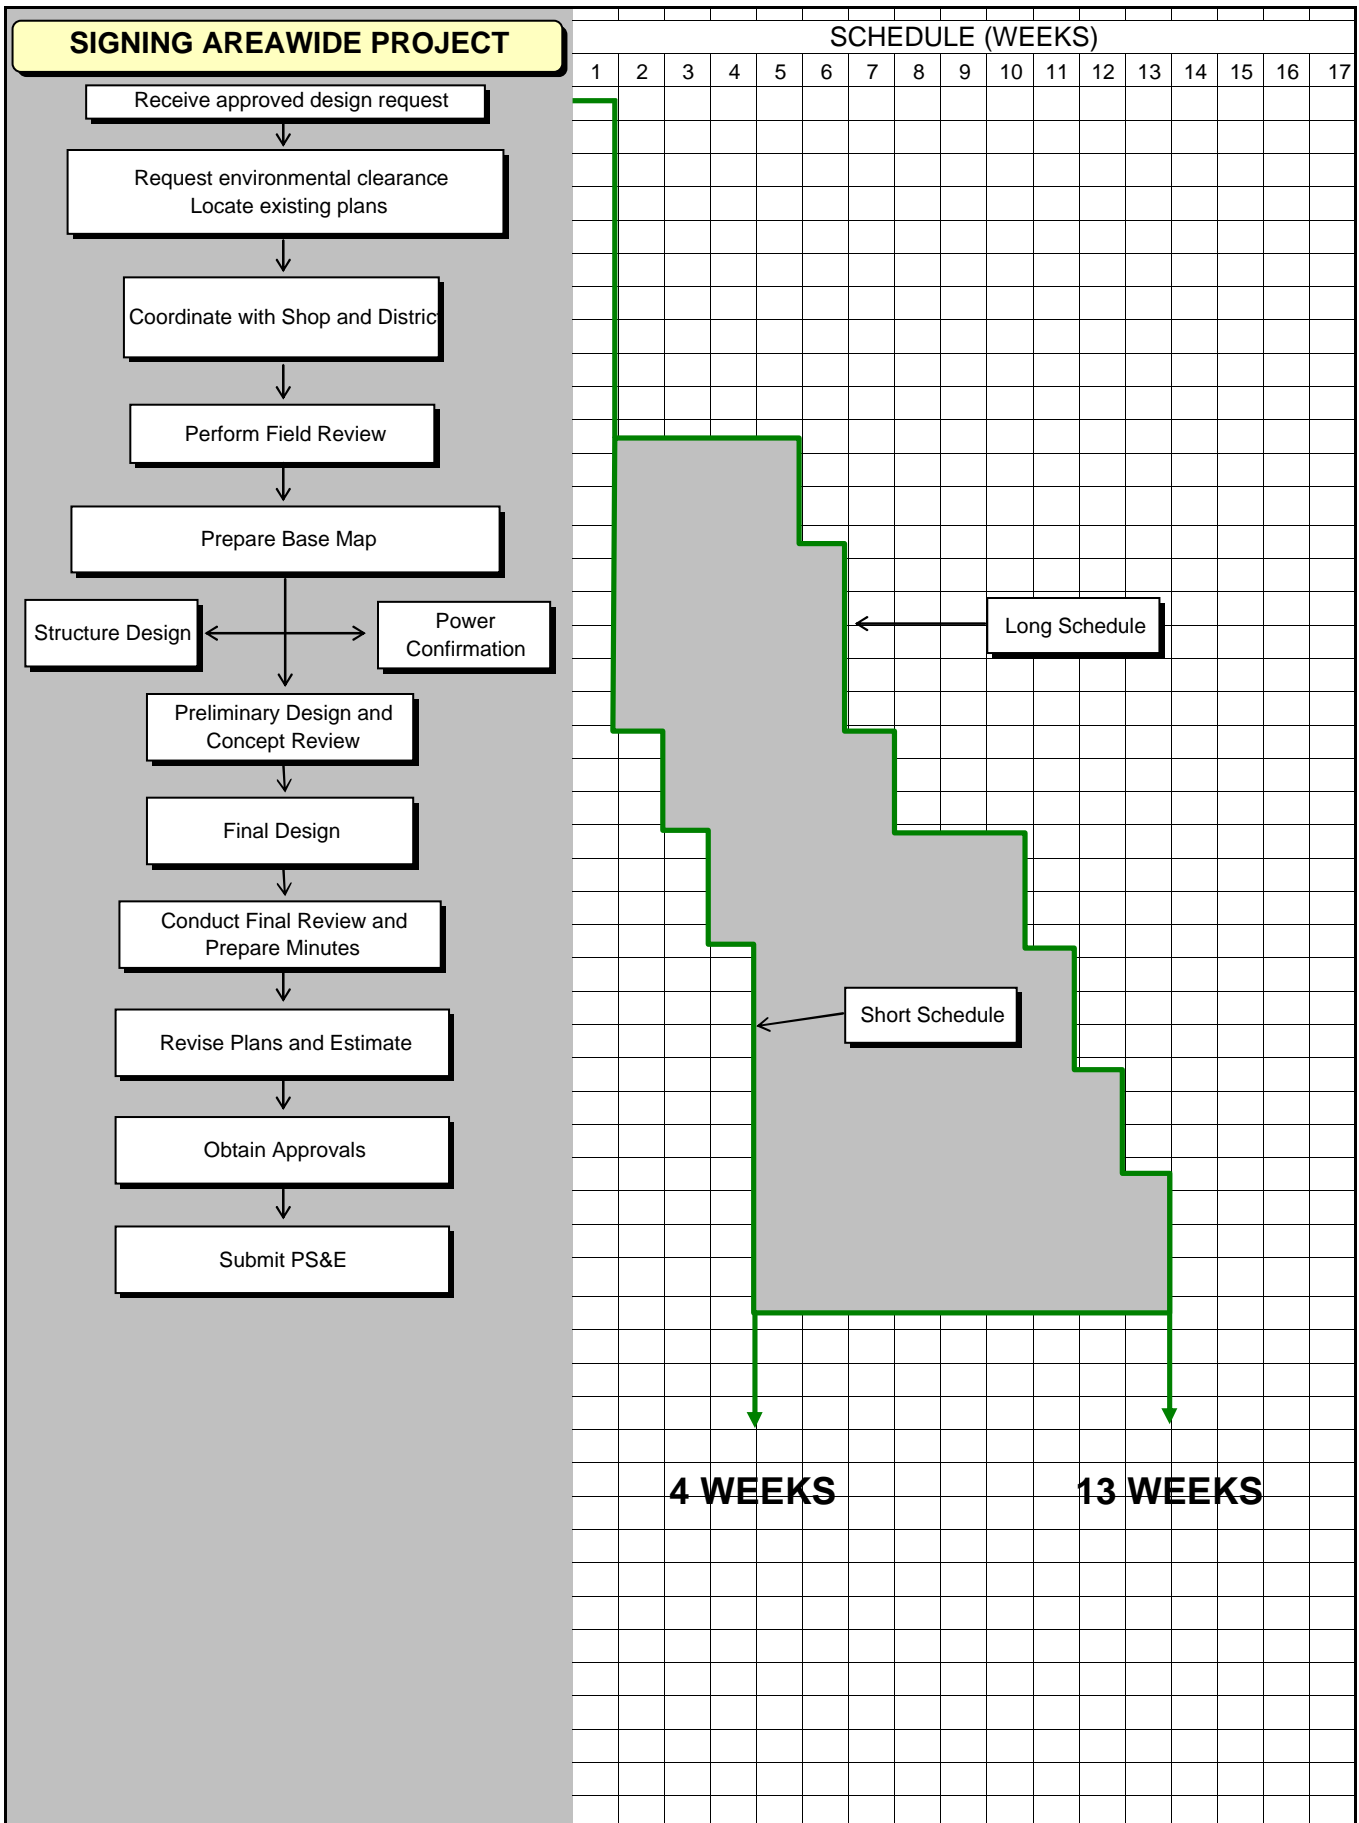 SIGNING AREAWIDE PROJECT
SCHEDULE (WEEKS)
1 2 3 4 5 6 7 8 9 10 11 12 13 14 15 16 17
Receive approved design request
Request environmental clearance
Locate existing plans
Coordinate with Shop and Distric
Perform Field Review
Prepare Base Map
Structure Design
Power
Confirmation
Long Schedule
Preliminary Design and
Concept Review
Final Design
Conduct Final Review and
Prepare Minutes
Short Schedule
Revise Plans and Estimate
Obtain Approvals
Submit PS&E
4 WEEKS
13 WEEKS